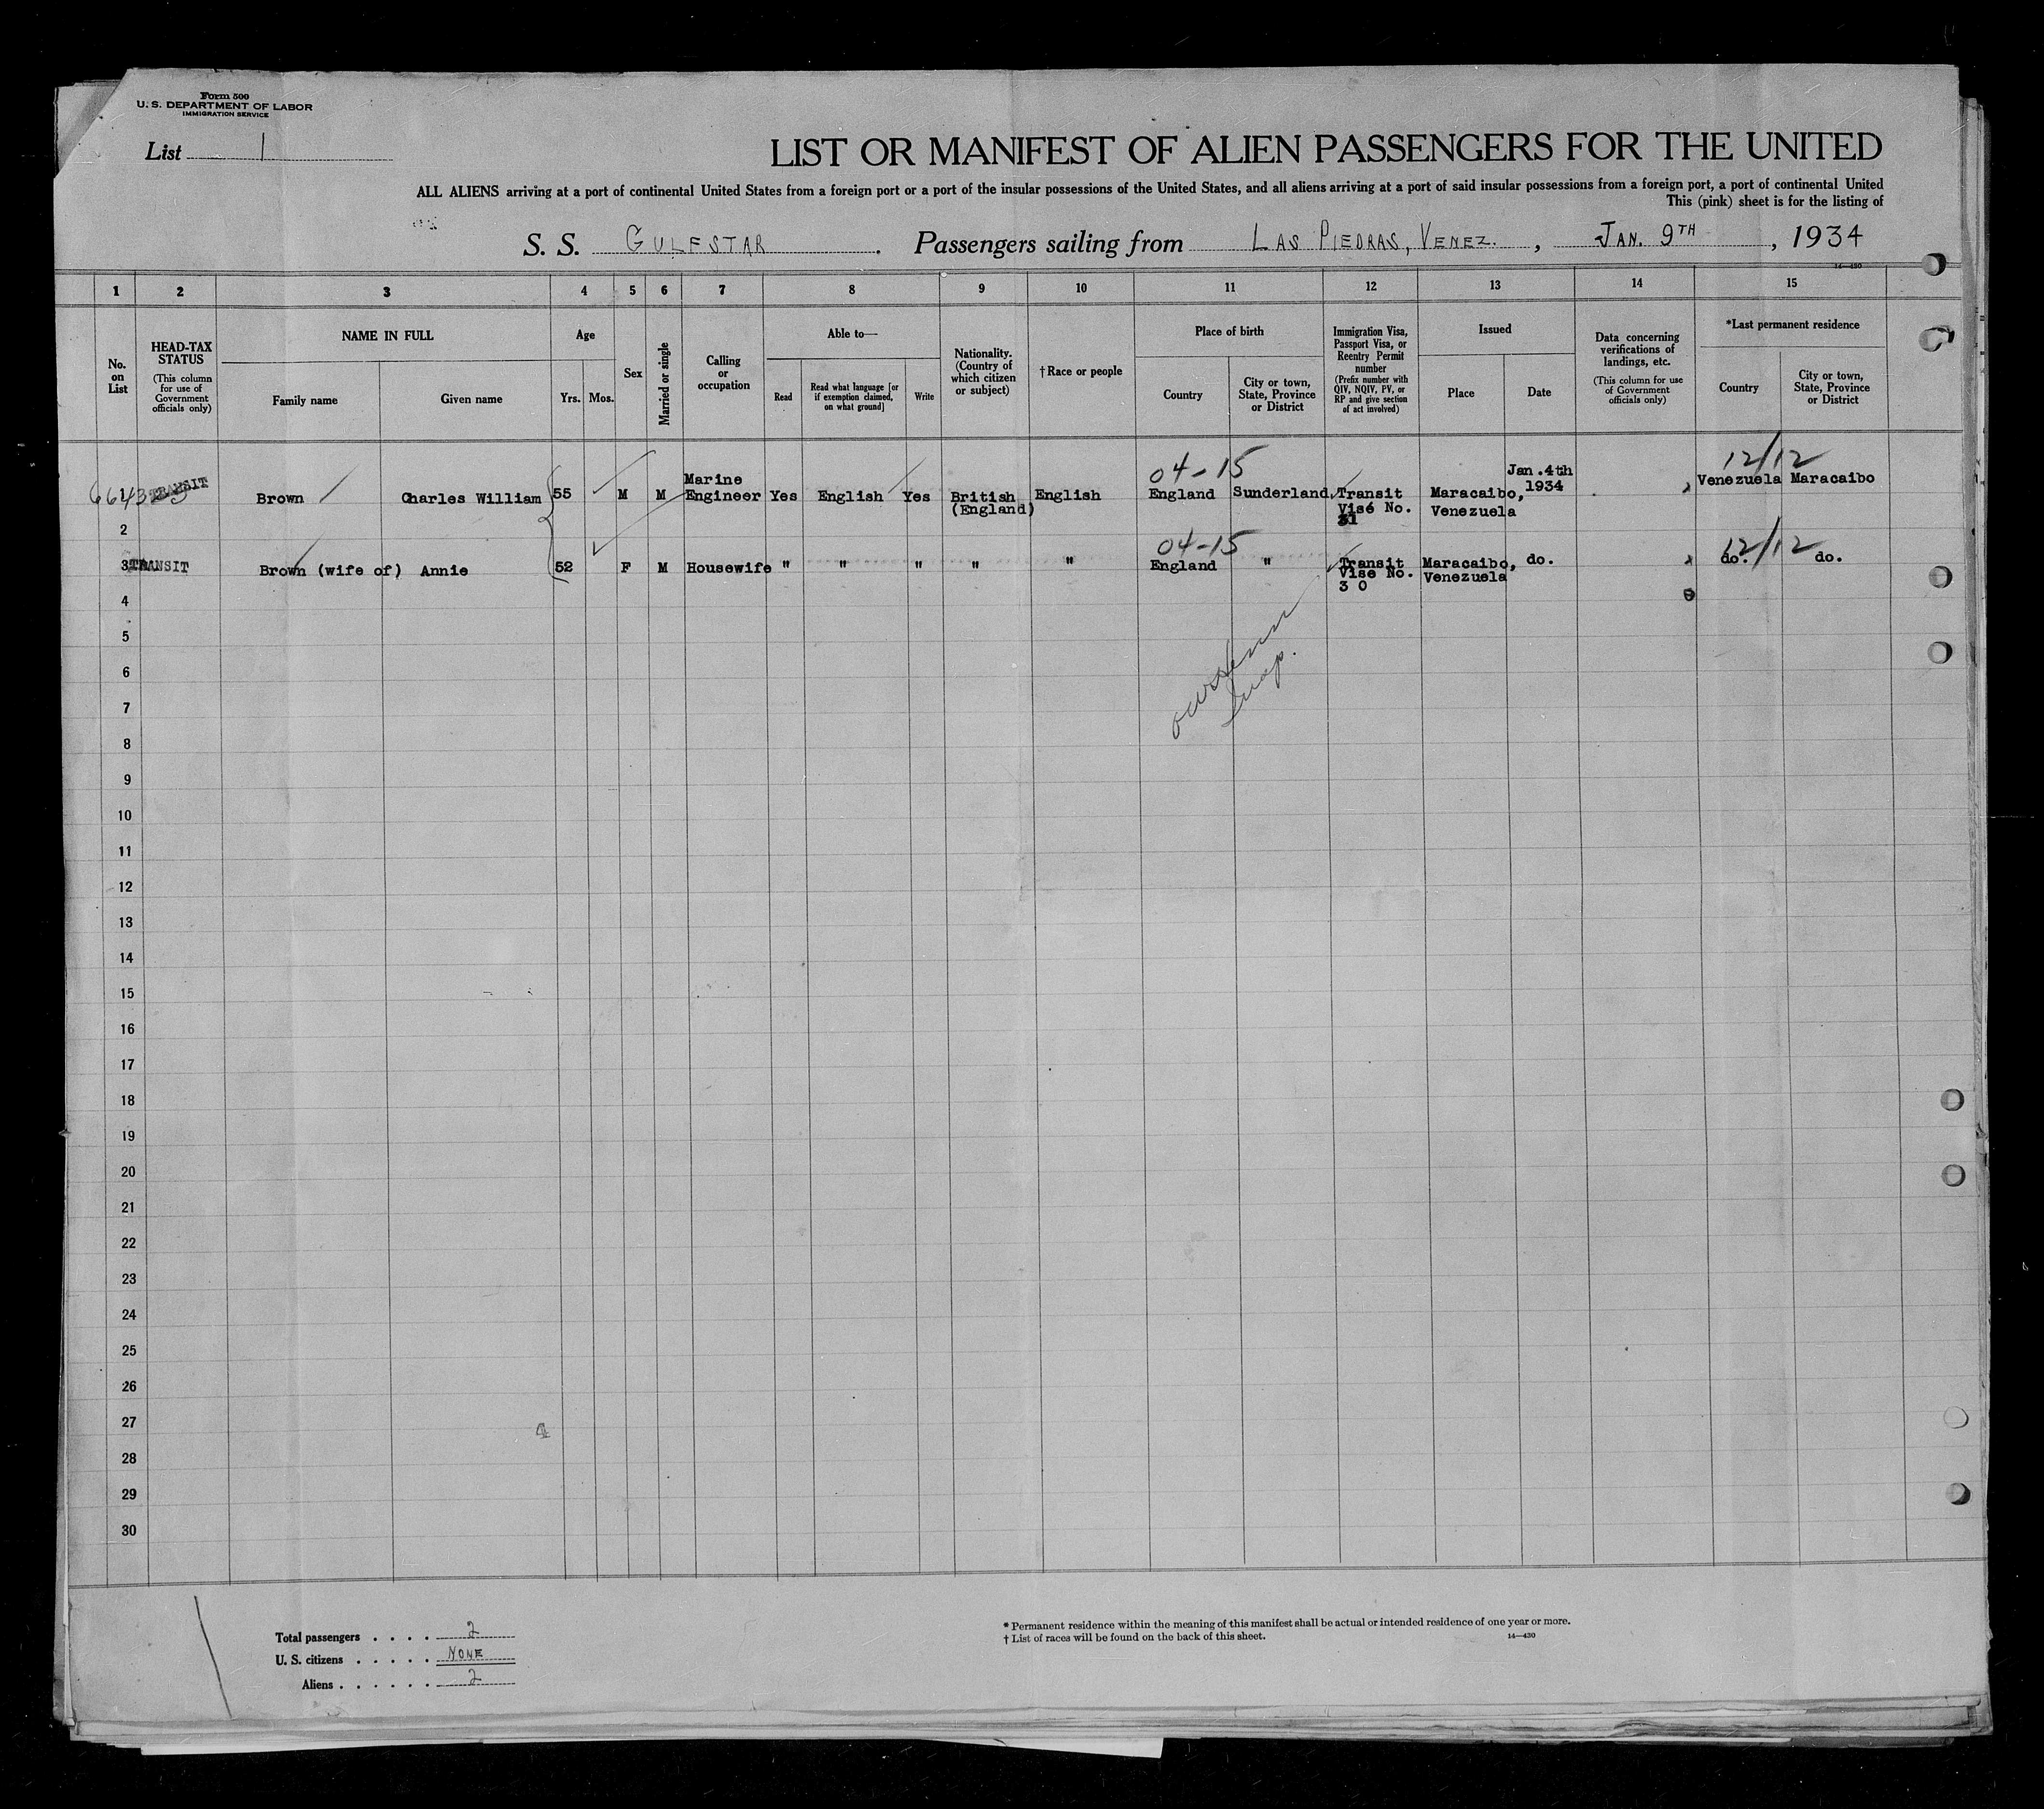 Form 500
U. S. DEPARTMENT OF LABOR
IMMIGRATION SERVICE
List 1
LIST OR MANIFEST OF ALIEN PASSENGERS FOR THE UNITED
ALL ALIENS arriving at a port of continental United States from a foreign port or a port of the insular possessions of the United States, and all aliens arriving at a port of said insular possessions from a foreign port, a port of continental United
This (pink) sheet is for the listing of
S. S. GULFSTAR. Passengers sailing from LAS PIEDRAS, VENEZ., JAN. 9TH, 1934
14—430
1 2 3 4 5 6 7 8 9 10 11 12 13 14 15
No. on List
HEAD-TAX STATUS
(This column for use of Government officials only)
NAME IN FULL
Family name
Given name
Age
Yrs.
Mos.
Sex
Married or single
Calling or occupation
Able to—
Read
Read what language [or if exemption claimed, on what ground]
Write
Nationality. (Country of which citizen or subject)
†Race or people
Place of birth
Country
City or town, State, Province or District
Immigration Visa, Passport Visa, or Reentry Permit number
(Prefix number with QIV, NQIV, PV, or RP and give section of act involved)
Issued
Place
Date
Data concerning verifications of landings, etc.
(This column for use of Government officials only)
*Last permanent residence
Country
City or town, State, Province or District
04-15 12/12
1 TRANSIT Brown Charles William 55 M M Marine Engineer Yes English Yes British (England) English England Sunderland, Transit Visé No. 31 Maracaibo, Venezuela Jan. 4th 1934 Venezuela Maracaibo
2
04-15 12/12
3 TRANSIT Brown (wife of) Annie 52 F M Housewife " " " " " England " Transit Vise No. 30 Maracaibo, Venezuela do. do. do.
4
5
6
7
8
9
10
11
12
13
14
15
16
17
18
19
20
21
22
23
24
25
26
27
4
28
29
30
Total passengers . . . . 2
U. S. citizens . . . . . NONE
Aliens . . . . . . 2
* Permanent residence within the meaning of this manifest shall be actual or intended residence of one year or more.
† List of races will be found on the back of this sheet.
14—430